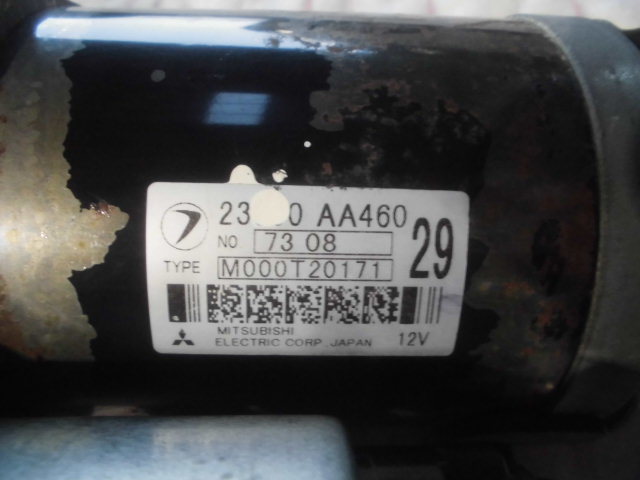 AA460
NO 73 08
29
TYPE M000T20171
MITSUBISHI
ELECTRIC CORP. JAPAN 12V